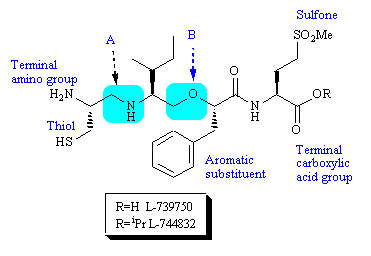 Sulfone
A
B
SO₂Me
Terminal
amino group
O
OR
H₂N
N
H
O
N
H
O
Thiol
HS
Aromatic
substituent
Terminal
carboxylic
acid group
R=H L-739750
R=ⁱPr L-744832